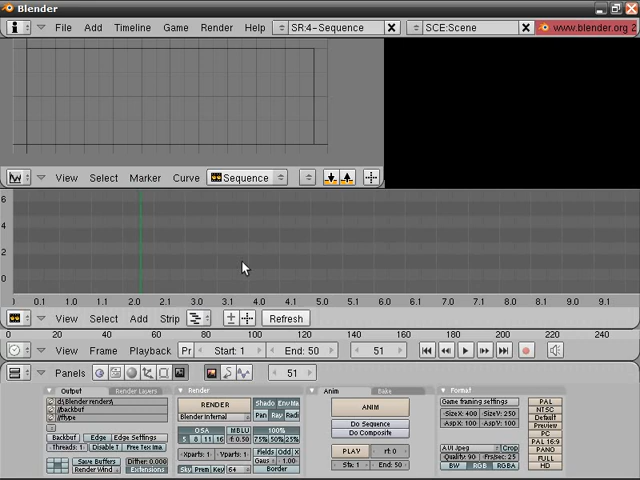 Blender
File Add Timeline Game Render Help SR:4-Sequence SCE:Scene www.blender.org 2
View Select Marker Curve Sequence
6
4
2
0
0.1 1.0 1.1 2.0 2.1 3.0 3.1 4.0 4.1 5.0 5.1 6.0 6.1 7.0 7.1 8.0 8.1 9.0 9.1
View Select Add Strip Refresh
0 20 40 60 80 100 120 140 160 180 200 220 240
View Frame Playback Pr Start: 1 End: 50 51
Panels 51
Output Render Layers Render Anim Bake Format
d:\Blender renders\
//backbuf
//ftype
Backbuf Edge Edge Settings
Threads: 1 Disable T Free Tex Ima
Save Buffers Dither: 0.000
Render Wind Extensions
RENDER Shado Env Ma
Blender Internal Pan Ray Radi
OSA MBLU 100%
5 8 11 16 Bf: 0.50 75% 50% 25%
Xparts: Yparts: Fields Odd X
Gaus 1.00
Sky Prem Key 64 Border
ANIM
Do Sequence
Do Composite
PLAY rt: 0
Sta: 1 End: 50
Game framing settings
SizeX: 400 SizeY: 250
AspX: 100 AspY: 100
AVI Jpeg Crop
Quality: 90 Frs/sec: 25
BW RGB RGBA
PAL
NTSC
Default
Preview
PC
PAL 16:9
PANO
FULL
HD